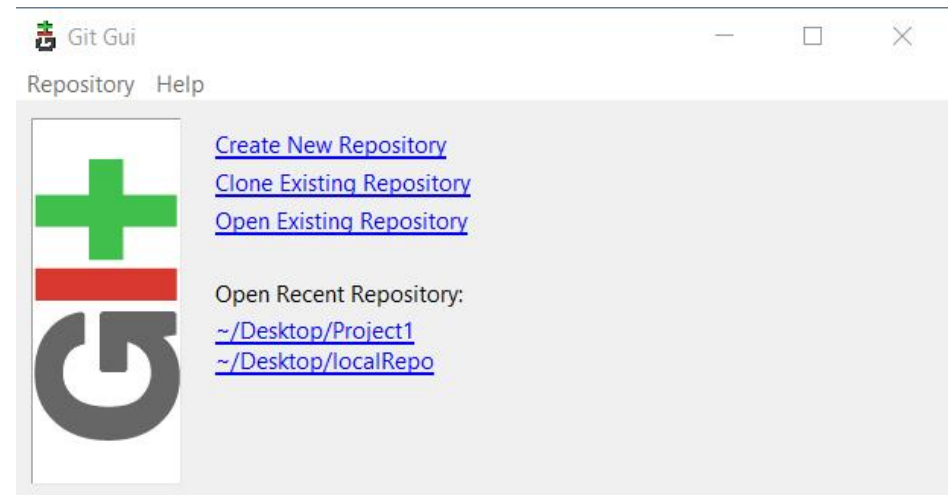 Git Gui
Repository Help
Create New Repository
Clone Existing Repository
Open Existing Repository
Open Recent Repository:
~/Desktop/Project1
~/Desktop/localRepo
GIt